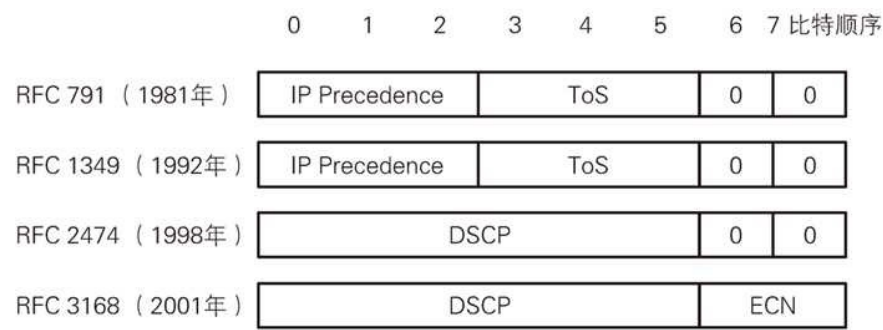 0 1 2 3 4 5 6 7 比特顺序
RFC 791 （1981年） IP Precedence ToS 0 0
RFC 1349 （1992年） IP Precedence ToS 0 0
RFC 2474 （1998年） DSCP 0 0
RFC 3168 （2001年） DSCP ECN